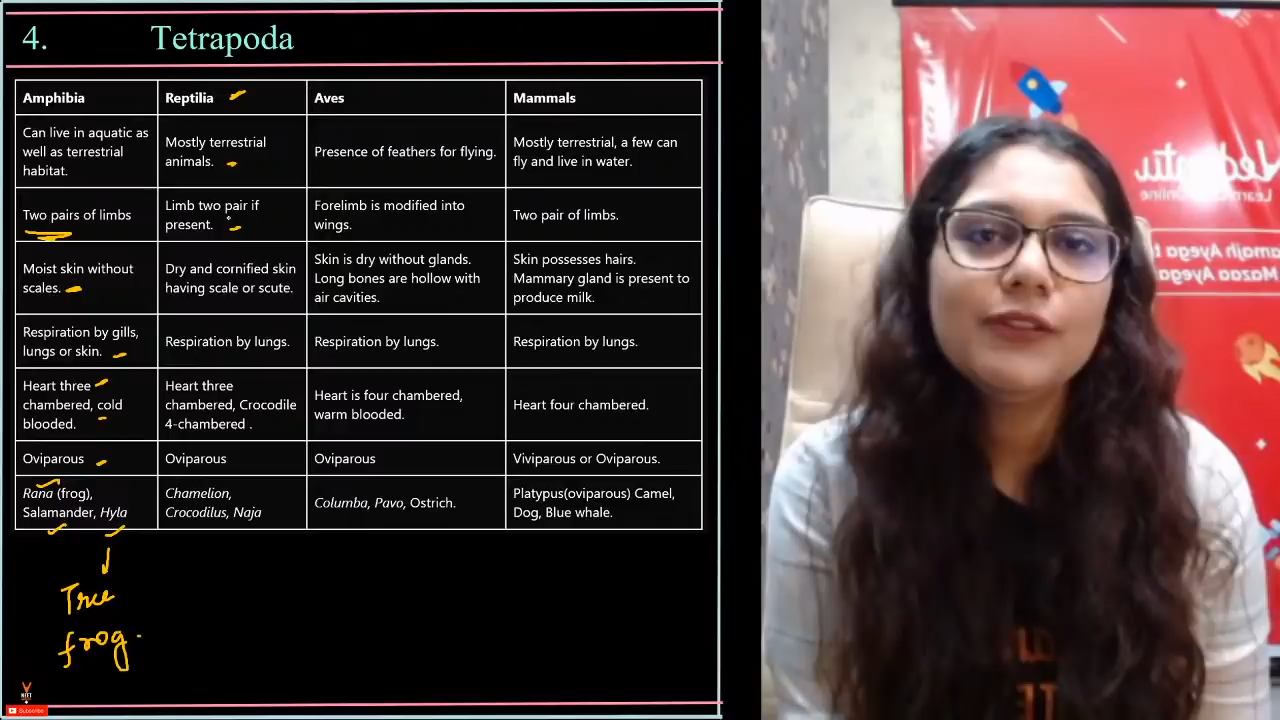 4. Tetrapoda
Amphibia
Reptilia
Aves
Mammals
Can live in aquatic as
well as terrestrial
habitat.
Mostly terrestrial
animals.
Presence of feathers for flying.
Mostly terrestrial, a few can
fly and live in water.
Two pairs of limbs
Limb two pair if
present.
Forelimb is modified into
wings.
Two pair of limbs.
Moist skin without
scales.
Dry and cornified skin
having scale or scute.
Skin is dry without glands.
Long bones are hollow with
air cavities.
Skin possesses hairs.
Mammary gland is present to
produce milk.
Respiration by gills,
lungs or skin.
Respiration by lungs.
Respiration by lungs.
Respiration by lungs.
Heart three
chambered, cold
blooded.
Heart three
chambered, Crocodile
4-chambered .
Heart is four chambered,
warm blooded.
Heart four chambered.
Oviparous
Oviparous
Oviparous
Viviparous or Oviparous.
Rana (frog),
Salamander, Hyla
Chamelion,
Crocodilus, Naja
Columba, Pavo, Ostrich.
Platypus(oviparous) Camel,
Dog, Blue whale.
Tree
frog.
NEET
Subscribe